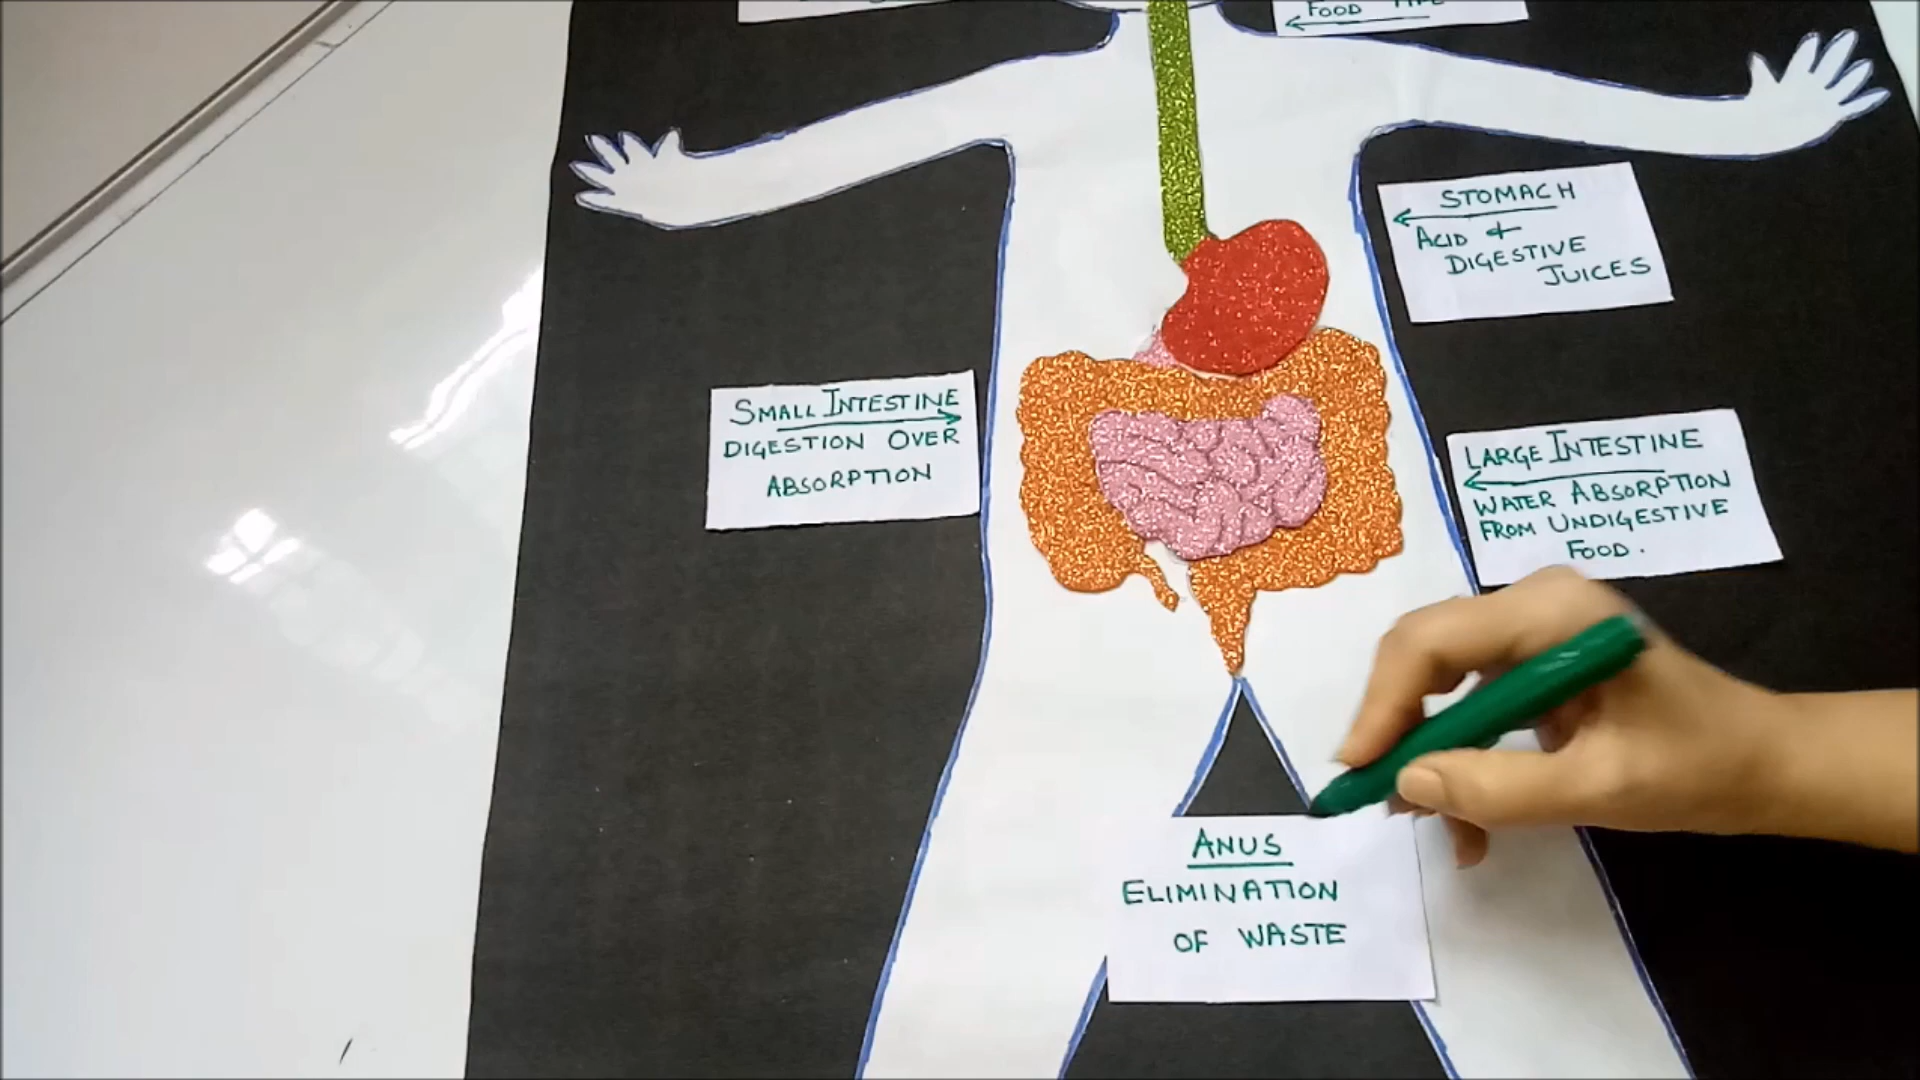 FOOD PIPE
STOMACH
ACID +
DIGESTIVE
JUICES
SMALL INTESTINE
DIGESTION OVER
ABSORPTION
LARGE INTESTINE
WATER ABSORPTION
FROM UNDIGESTIVE
FOOD.
ANUS
ELIMINATION
OF WASTE